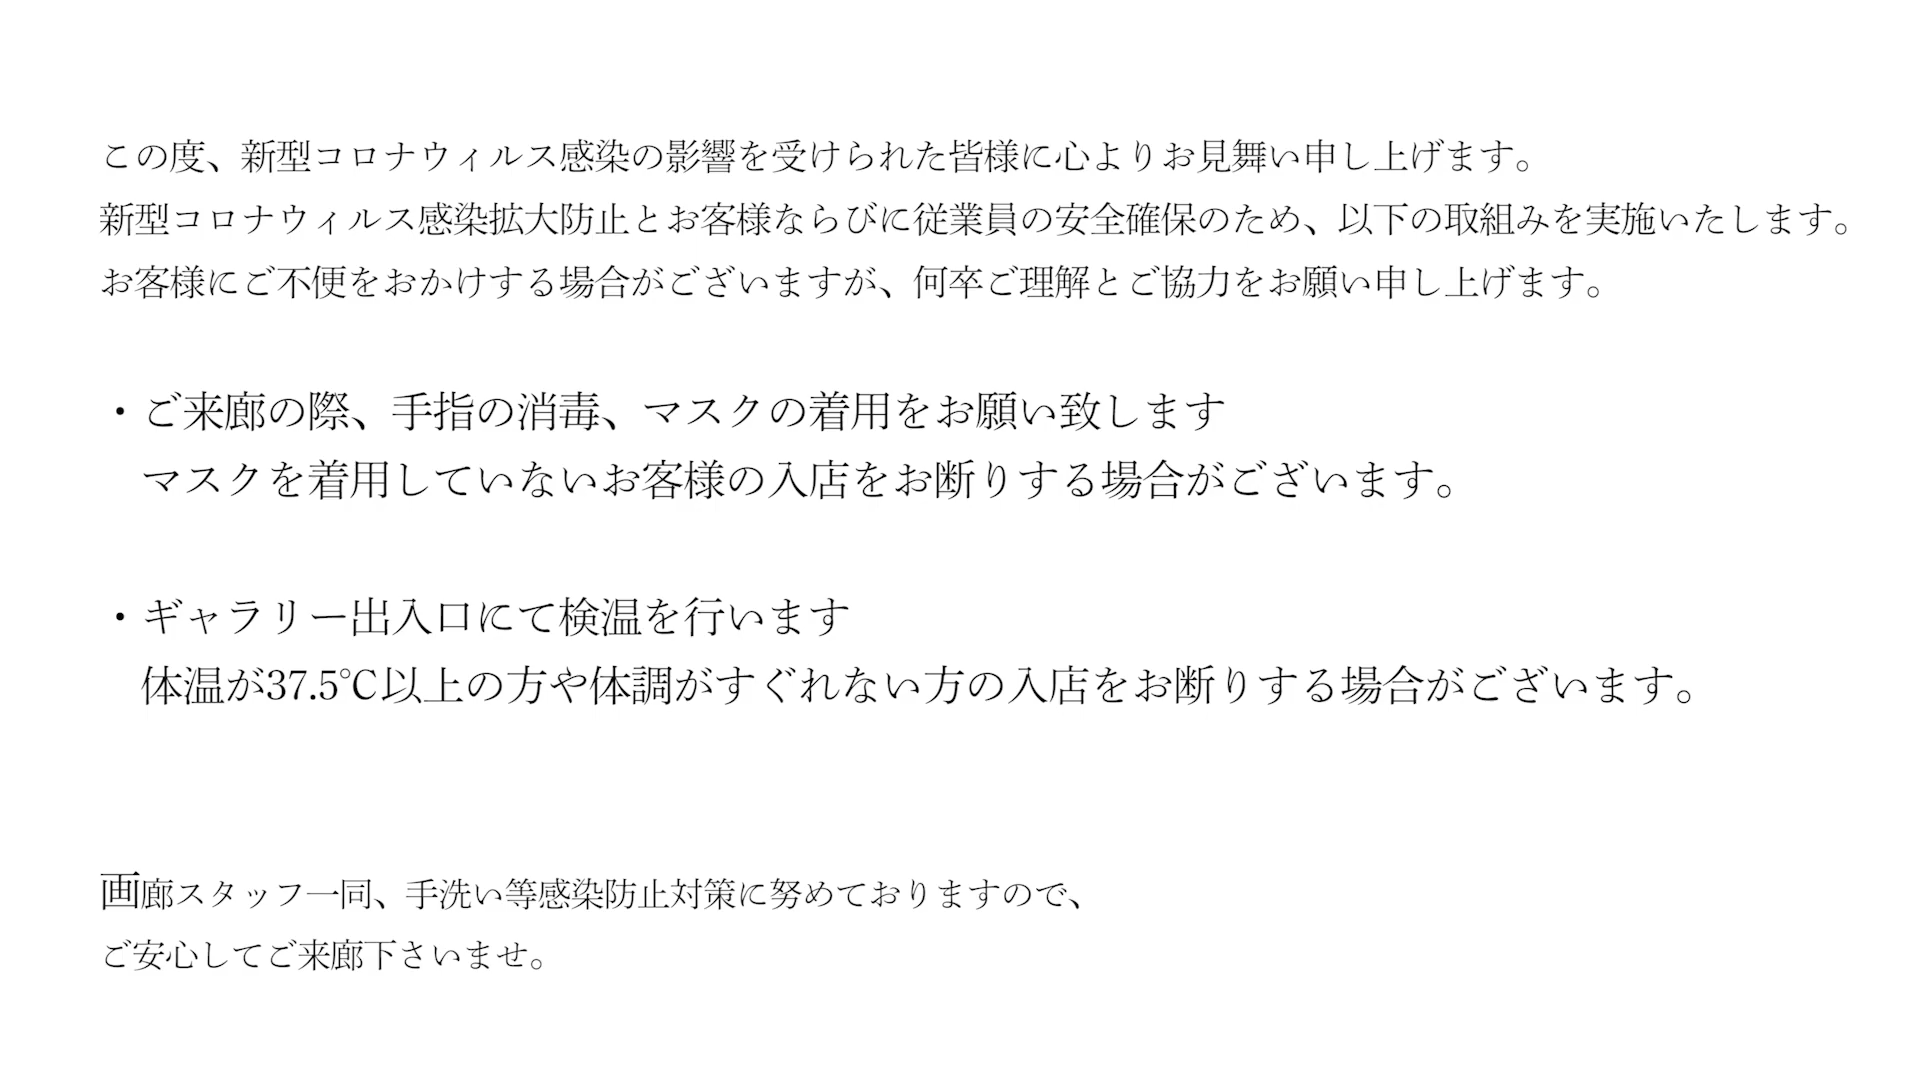 この度、新型コロナウィルス感染の影響を受けられた皆様に心よりお見舞い申し上げます。
新型コロナウィルス感染拡大防止とお客様ならびに従業員の安全確保のため、以下の取組みを実施いたします。
お客様にご不便をおかけする場合がございますが、何卒ご理解とご協力をお願い申し上げます。
・ご来廊の際、手指の消毒、マスクの着用をお願い致します
マスクを着用していないお客様の入店をお断りする場合がございます。
・ギャラリー出入口にて検温を行います
体温が37.5℃以上の方や体調がすぐれない方の入店をお断りする場合がございます。
画廊スタッフ一同、手洗い等感染防止対策に努めておりますので、
ご安心してご来廊下さいませ。